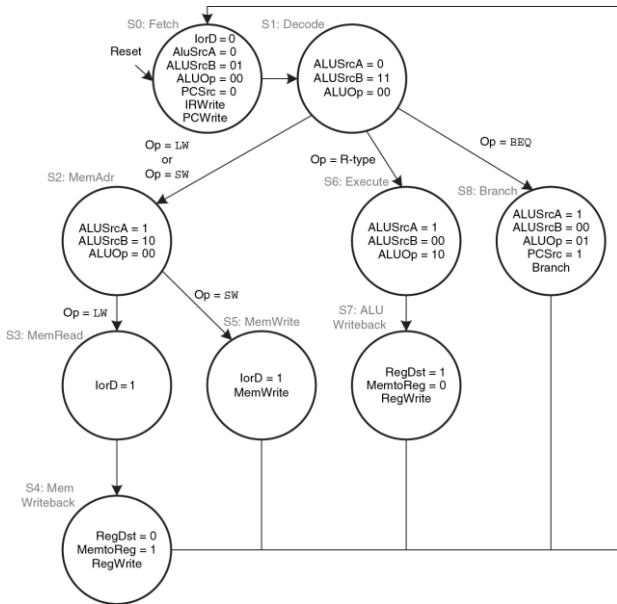 S0: Fetch
S1: Decode
Reset
IorD = 0
AluSrcA = 0
ALUSrcB = 01
ALUOp = 00
PCSrc = 0
IRWrite
PCWrite
ALUSrcA = 0
ALUSrcB = 11
ALUOp = 00
Op = LW
or
Op = SW
Op = R-type
Op = BEQ
S2: MemAdr
S6: Execute
S8: Branch
ALUSrcA = 1
ALUSrcB = 10
ALUOp = 00
ALUSrcA = 1
ALUSrcB = 00
ALUOp = 10
ALUSrcA = 1
ALUSrcB = 00
ALUOp = 01
PCSrc = 1
Branch
Op = LW
Op = SW
S3: MemRead
S5: MemWrite
S7: ALU
Writeback
IorD = 1
IorD = 1
MemWrite
RegDst = 1
MemtoReg = 0
RegWrite
S4: Mem
Writeback
RegDst = 0
MemtoReg = 1
RegWrite